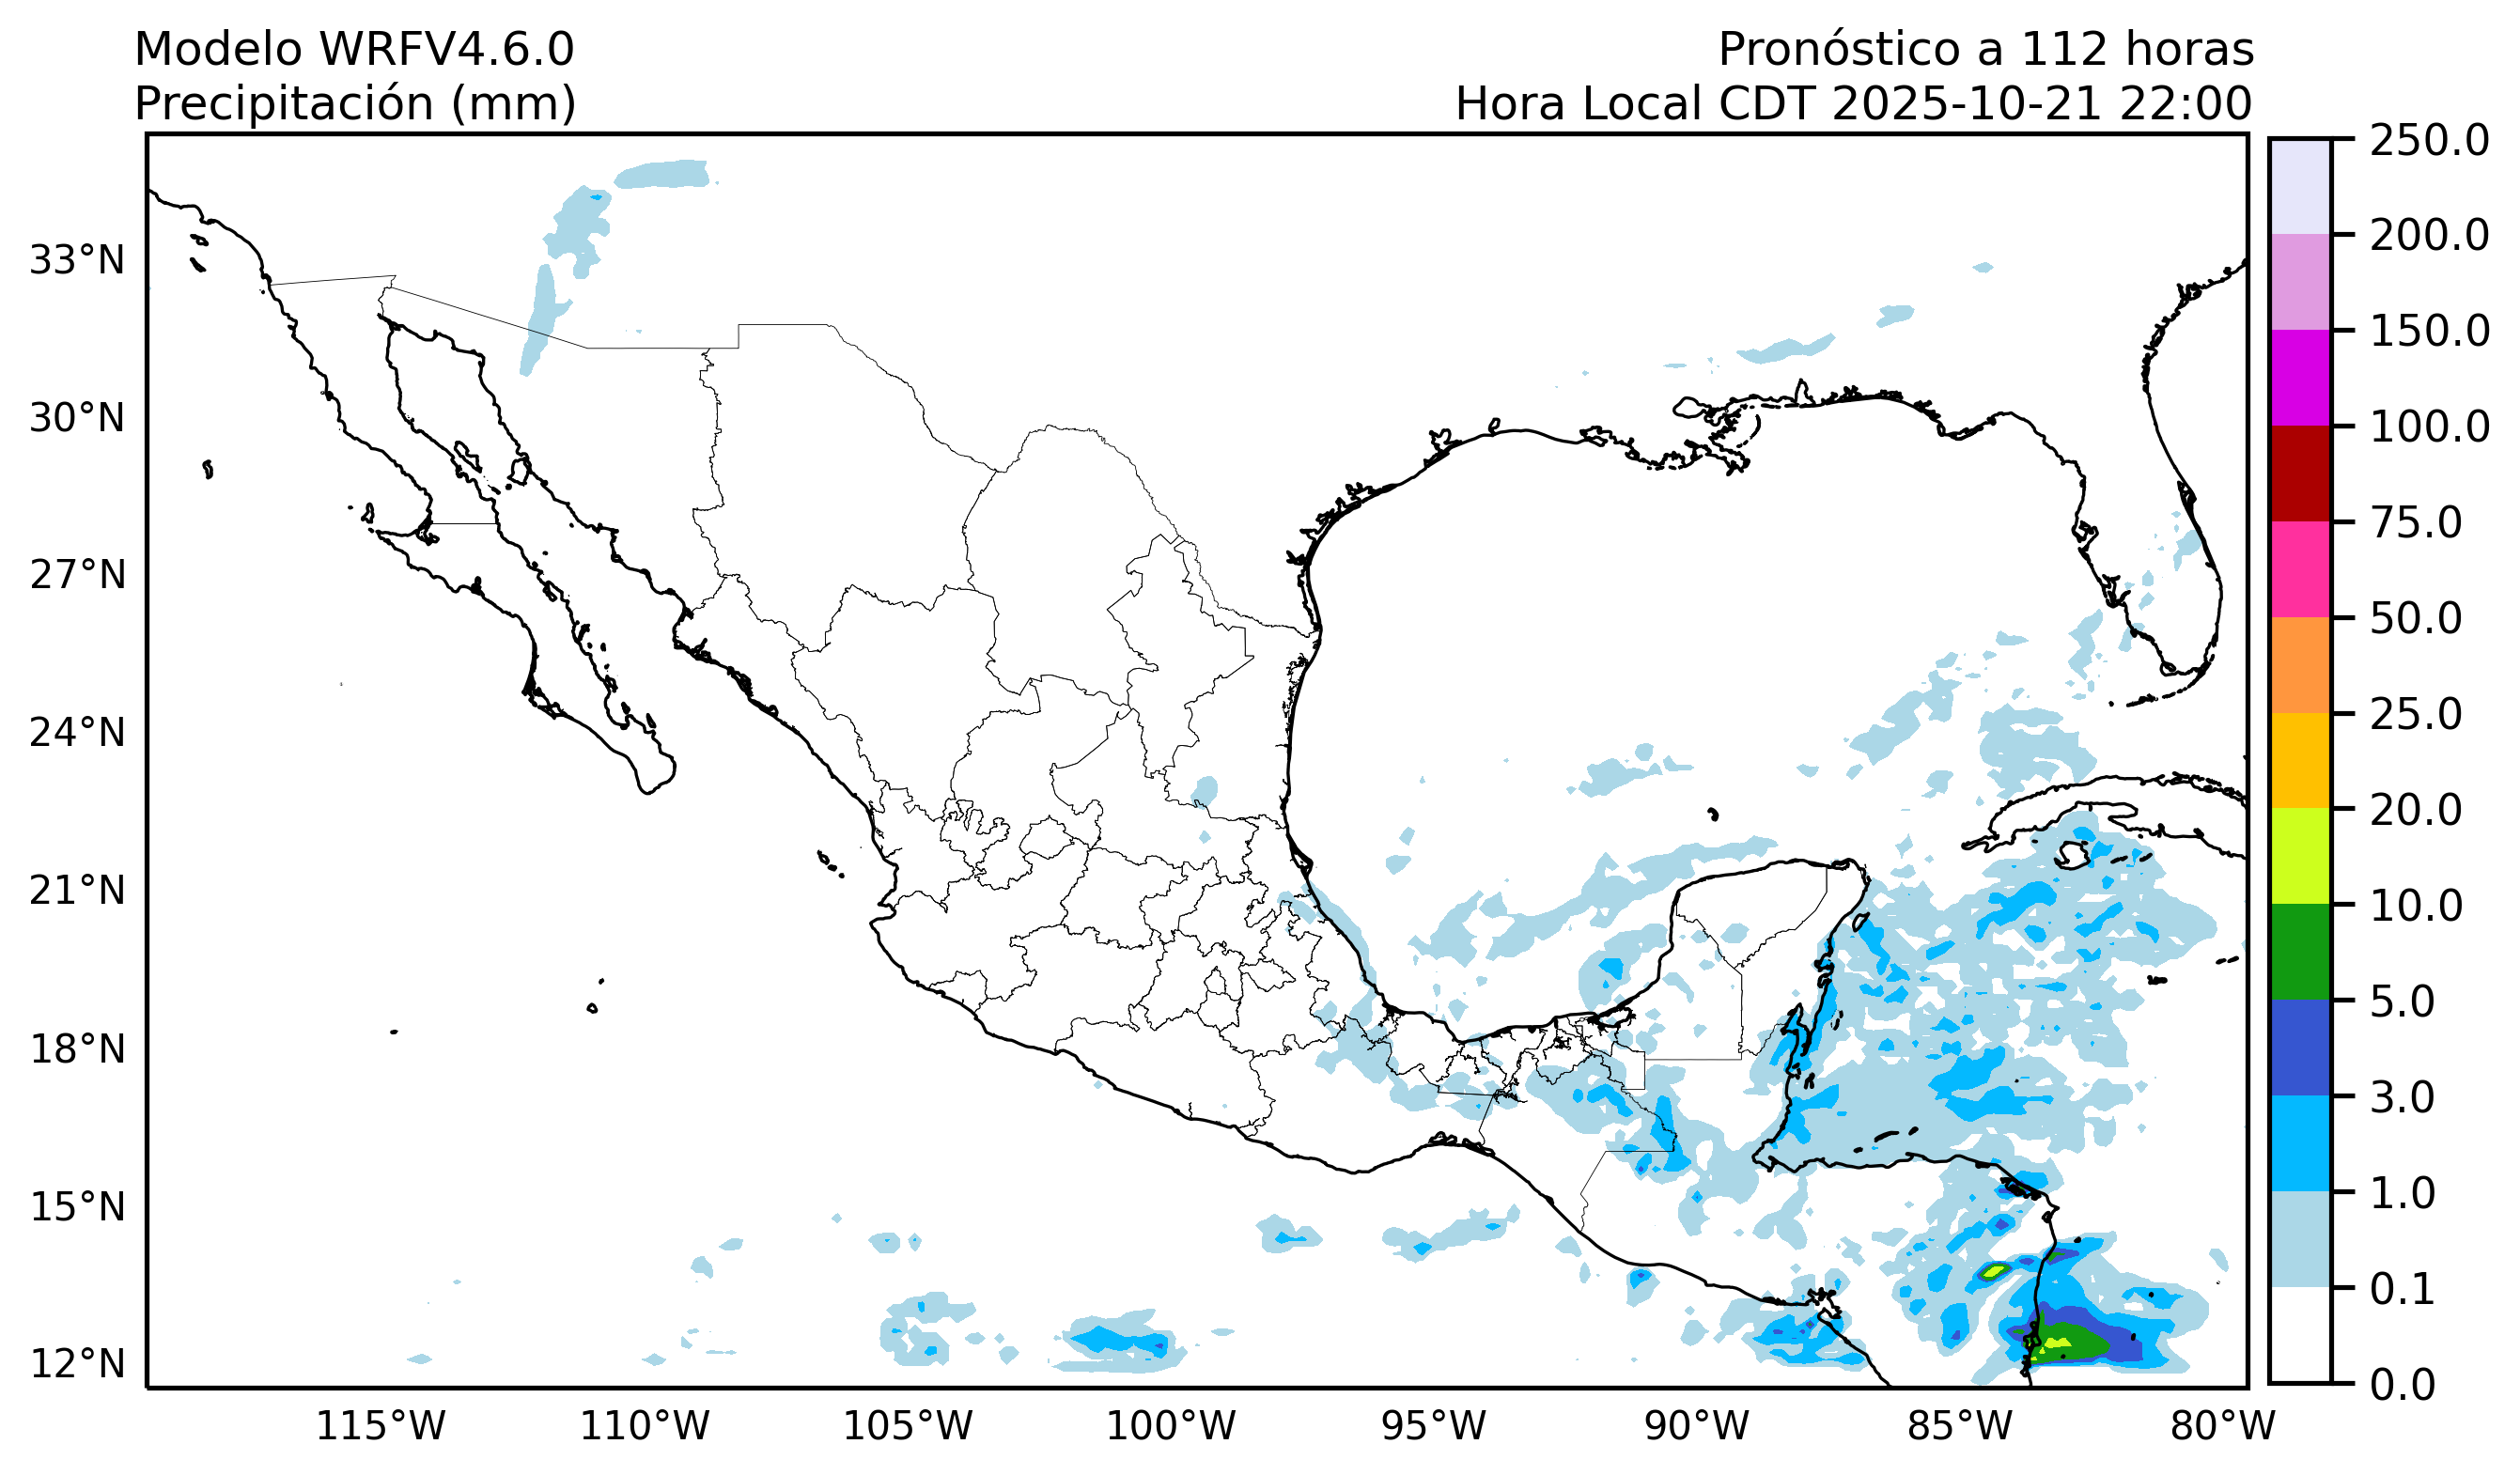 Modelo WRFV4.6.0
Pronóstico a 112 horas
Precipitación (mm)
Hora Local CDT 2025-10-21 22:00
33°N
30°N
27°N
24°N
21°N
18°N
15°N
12°N
115°W
110°W
105°W
100°W
95°W
90°W
85°W
80°W
250.0
200.0
150.0
100.0
75.0
50.0
25.0
20.0
10.0
5.0
3.0
1.0
0.1
0.0